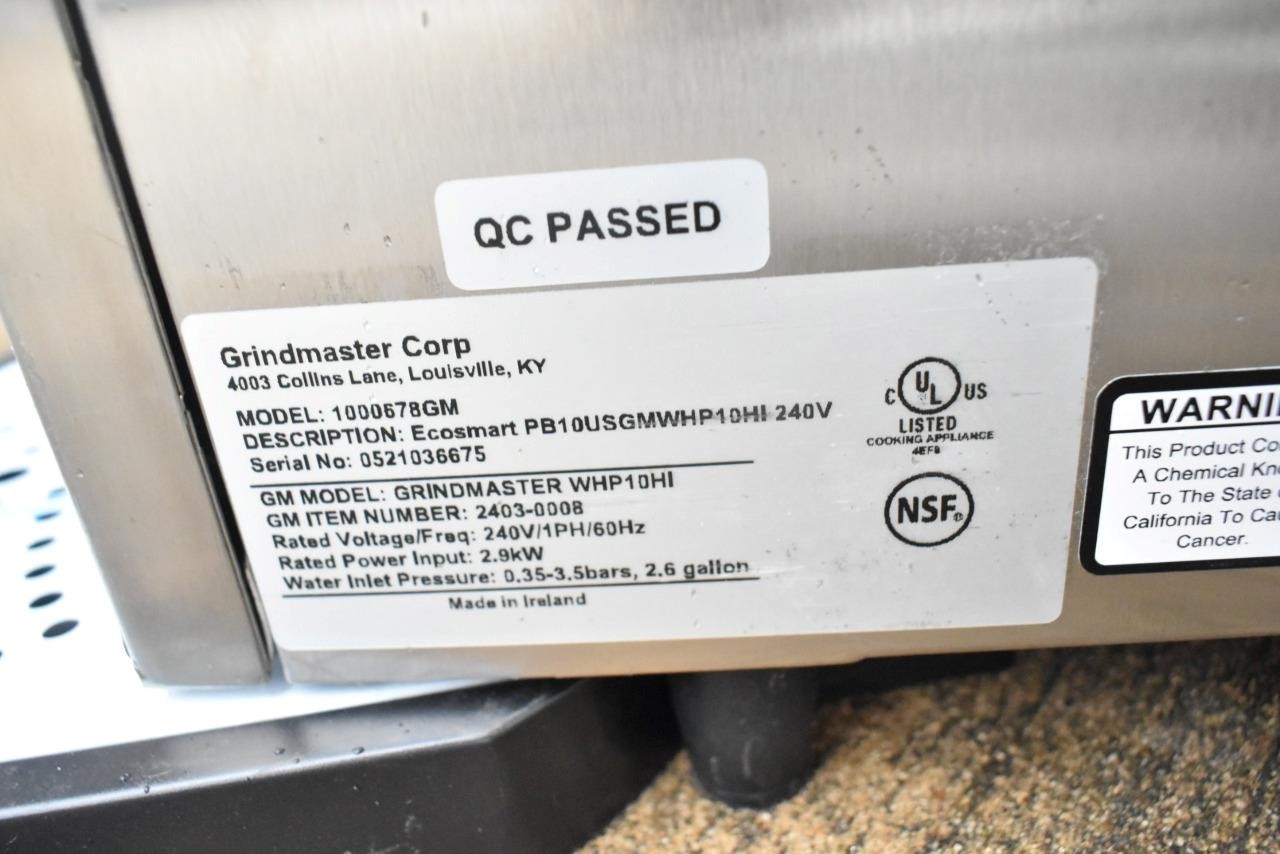 QC PASSED
Grindmaster Corp
4003 Collins Lane, Louisville, KY
MODEL: 1000678GM
DESCRIPTION: Ecosmart PB10USGMWHP10HI 240V
Serial No: 0521036675
GM MODEL: GRINDMASTER WHP10HI
GM ITEM NUMBER: 2403-0008
Rated Voltage/Freq: 240V/1PH/60Hz
Rated Power Input: 2.9kW
Water Inlet Pressure: 0.35-3.5bars, 2.6 gallon
Made in Ireland
C UL US
LISTED
COOKING APPLIANCE
NSF®
WARNI
This Product Co
A Chemical Kn
To The State
California To Ca
Cancer.